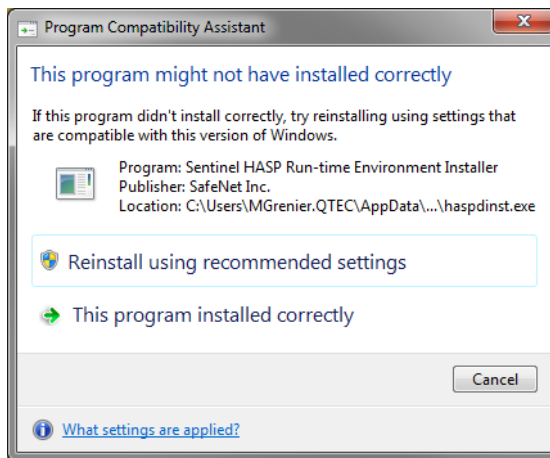 Program Compatibility Assistant
This program might not have installed correctly
If this program didn't install correctly, try reinstalling using settings that
are compatible with this version of Windows.
Program: Sentinel HASP Run-time Environment Installer
Publisher: SafeNet Inc.
Location: C:\Users\MGrenier.QTEC\AppData\...\haspdinst.exe
Reinstall using recommended settings
This program installed correctly
Cancel
What settings are applied?